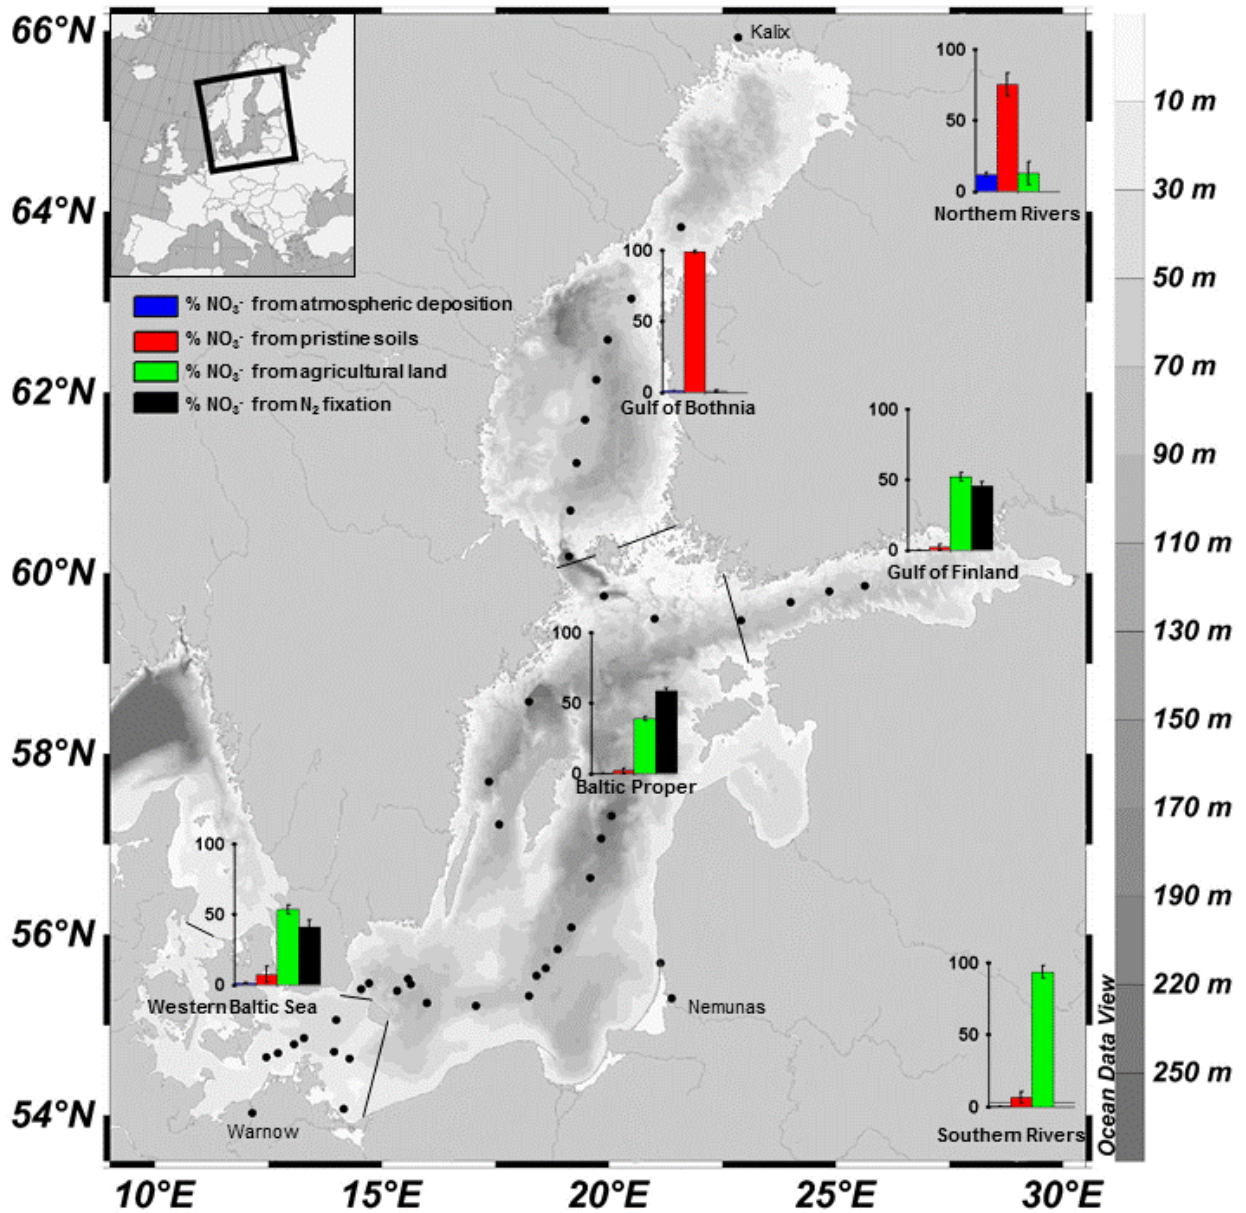 66°N
64°N
62°N
60°N
58°N
56°N
54°N
10°E 15°E 20°E 25°E 30°E
Kalix
% NO₃⁻ from atmospheric deposition
% NO₃⁻ from pristine soils
% NO₃⁻ from agricultural land
% NO₃⁻ from N₂ fixation
100
50
0
Northern Rivers
100
50
0
Gulf of Bothnia
100
50
0
Gulf of Finland
100
50
0
Baltic Proper
100
50
0
Western Baltic Sea
Nemunas
Warnow
100
50
0
Southern Rivers
Ocean Data View
10 m
30 m
50 m
70 m
90 m
110 m
130 m
150 m
170 m
190 m
220 m
250 m